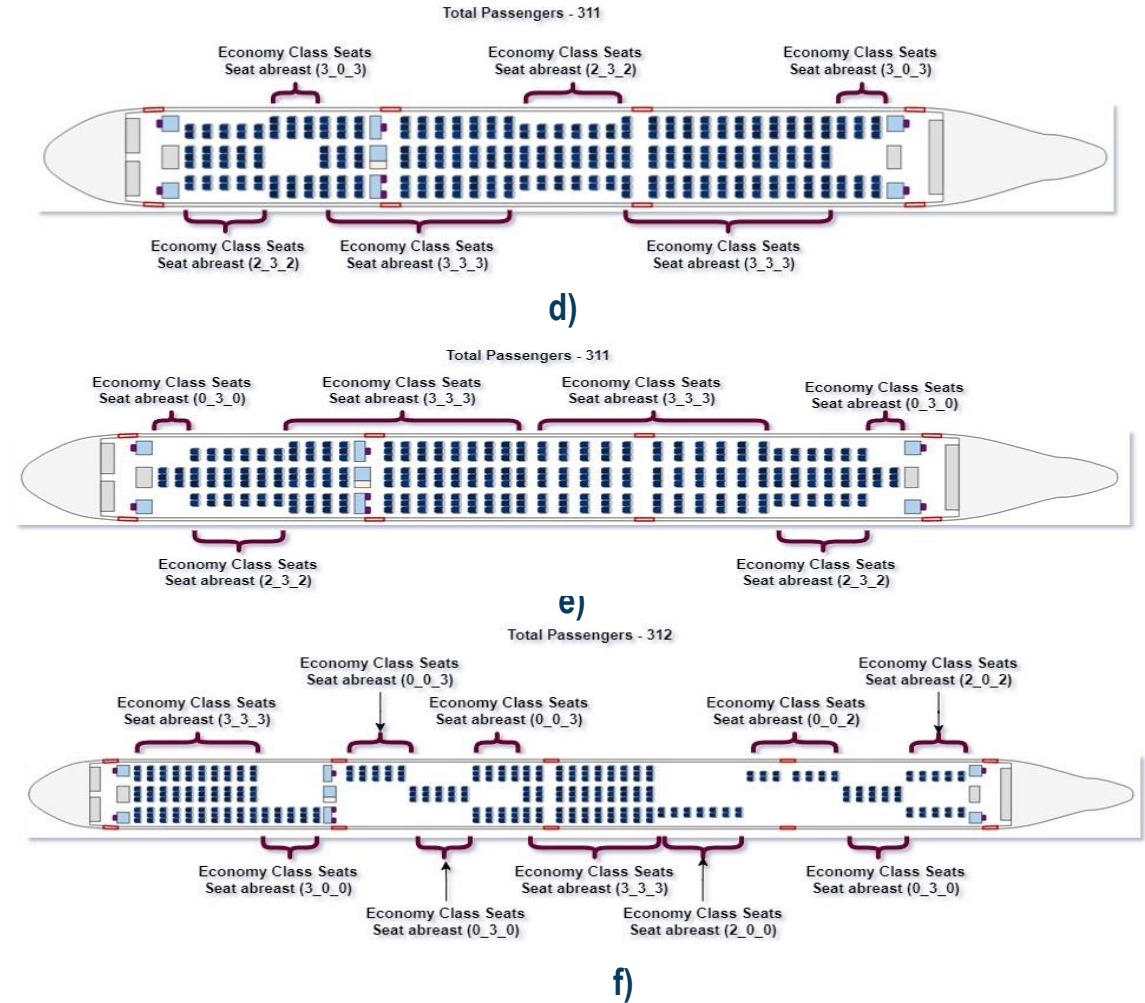 Total Passengers - 311
Economy Class Seats
Seat abreast (3_0_3)
Economy Class Seats
Seat abreast (2_3_2)
Economy Class Seats
Seat abreast (3_0_3)
Economy Class Seats
Seat abreast (2_3_2)
Economy Class Seats
Seat abreast (3_3_3)
Economy Class Seats
Seat abreast (3_3_3)
d)
Total Passengers - 311
Economy Class Seats
Seat abreast (0_3_0)
Economy Class Seats
Seat abreast (3_3_3)
Economy Class Seats
Seat abreast (3_3_3)
Economy Class Seats
Seat abreast (0_3_0)
Economy Class Seats
Seat abreast (2_3_2)
Economy Class Seats
Seat abreast (2_3_2)
e)
Total Passengers - 312
Economy Class Seats
Seat abreast (0_0_3)
Economy Class Seats
Seat abreast (2_0_2)
Economy Class Seats
Seat abreast (3_3_3)
Economy Class Seats
Seat abreast (0_0_3)
Economy Class Seats
Seat abreast (0_0_2)
Economy Class Seats
Seat abreast (3_0_0)
Economy Class Seats
Seat abreast (3_3_3)
Economy Class Seats
Seat abreast (0_3_0)
Economy Class Seats
Seat abreast (0_3_0)
Economy Class Seats
Seat abreast (2_0_0)
f)